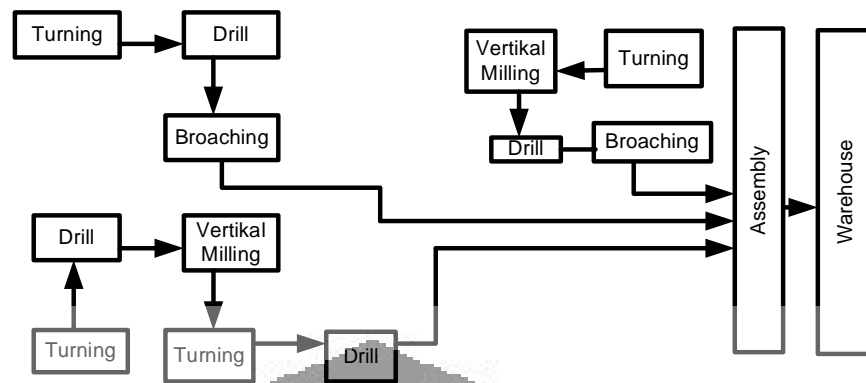 Turning
Drill
Broaching
Vertikal
Milling
Turning
Drill
Broaching
Drill
Vertikal
Milling
Turning
Turning
Drill
Assembly
Warehouse